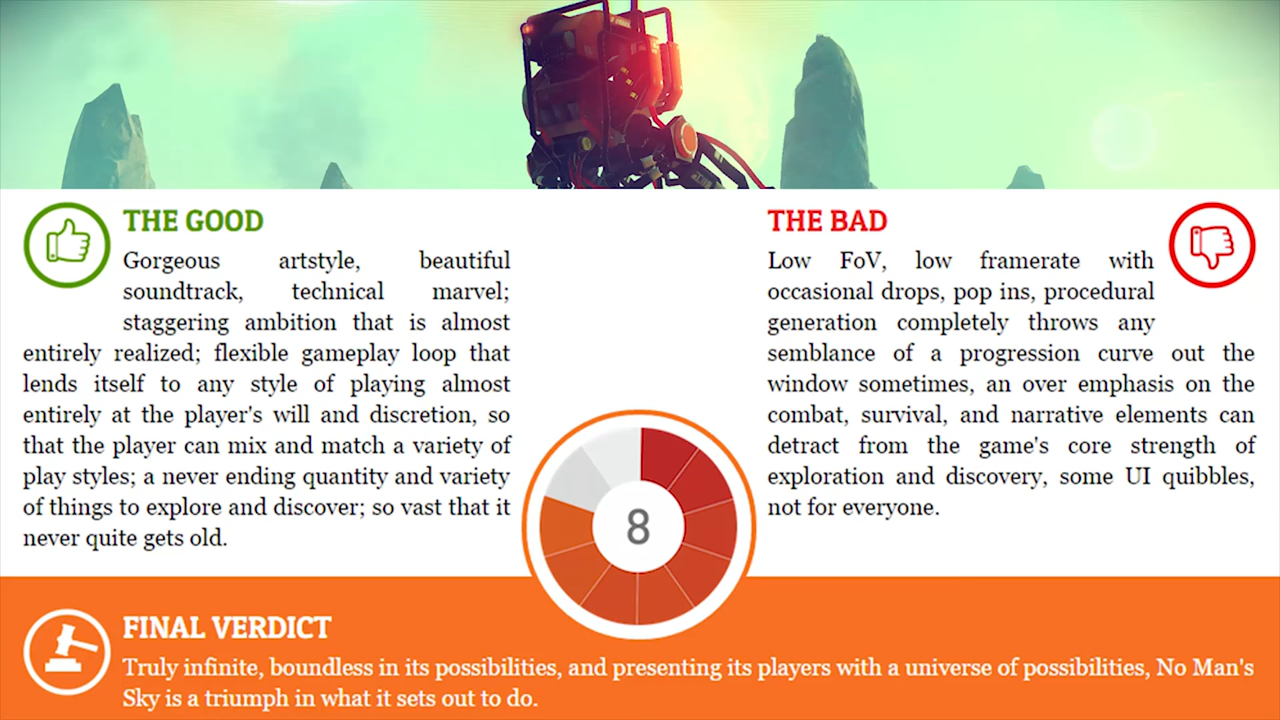 THE GOOD
Gorgeous artstyle, beautiful
soundtrack, technical marvel;
staggering ambition that is almost
entirely realized; flexible gameplay loop that
lends itself to any style of playing almost
entirely at the player's will and discretion, so
that the player can mix and match a variety of
play styles; a never ending quantity and variety
of things to explore and discover; so vast that it
never quite gets old.
THE BAD
Low FoV, low framerate with
occasional drops, pop ins, procedural
generation completely throws any
semblance of a progression curve out the
window sometimes, an over emphasis on the
combat, survival, and narrative elements can
detract from the game's core strength of
exploration and discovery, some UI quibbles,
not for everyone.
8
FINAL VERDICT
Truly infinite, boundless in its possibilities, and presenting its players with a universe of possibilities, No Man's
Sky is a triumph in what it sets out to do.